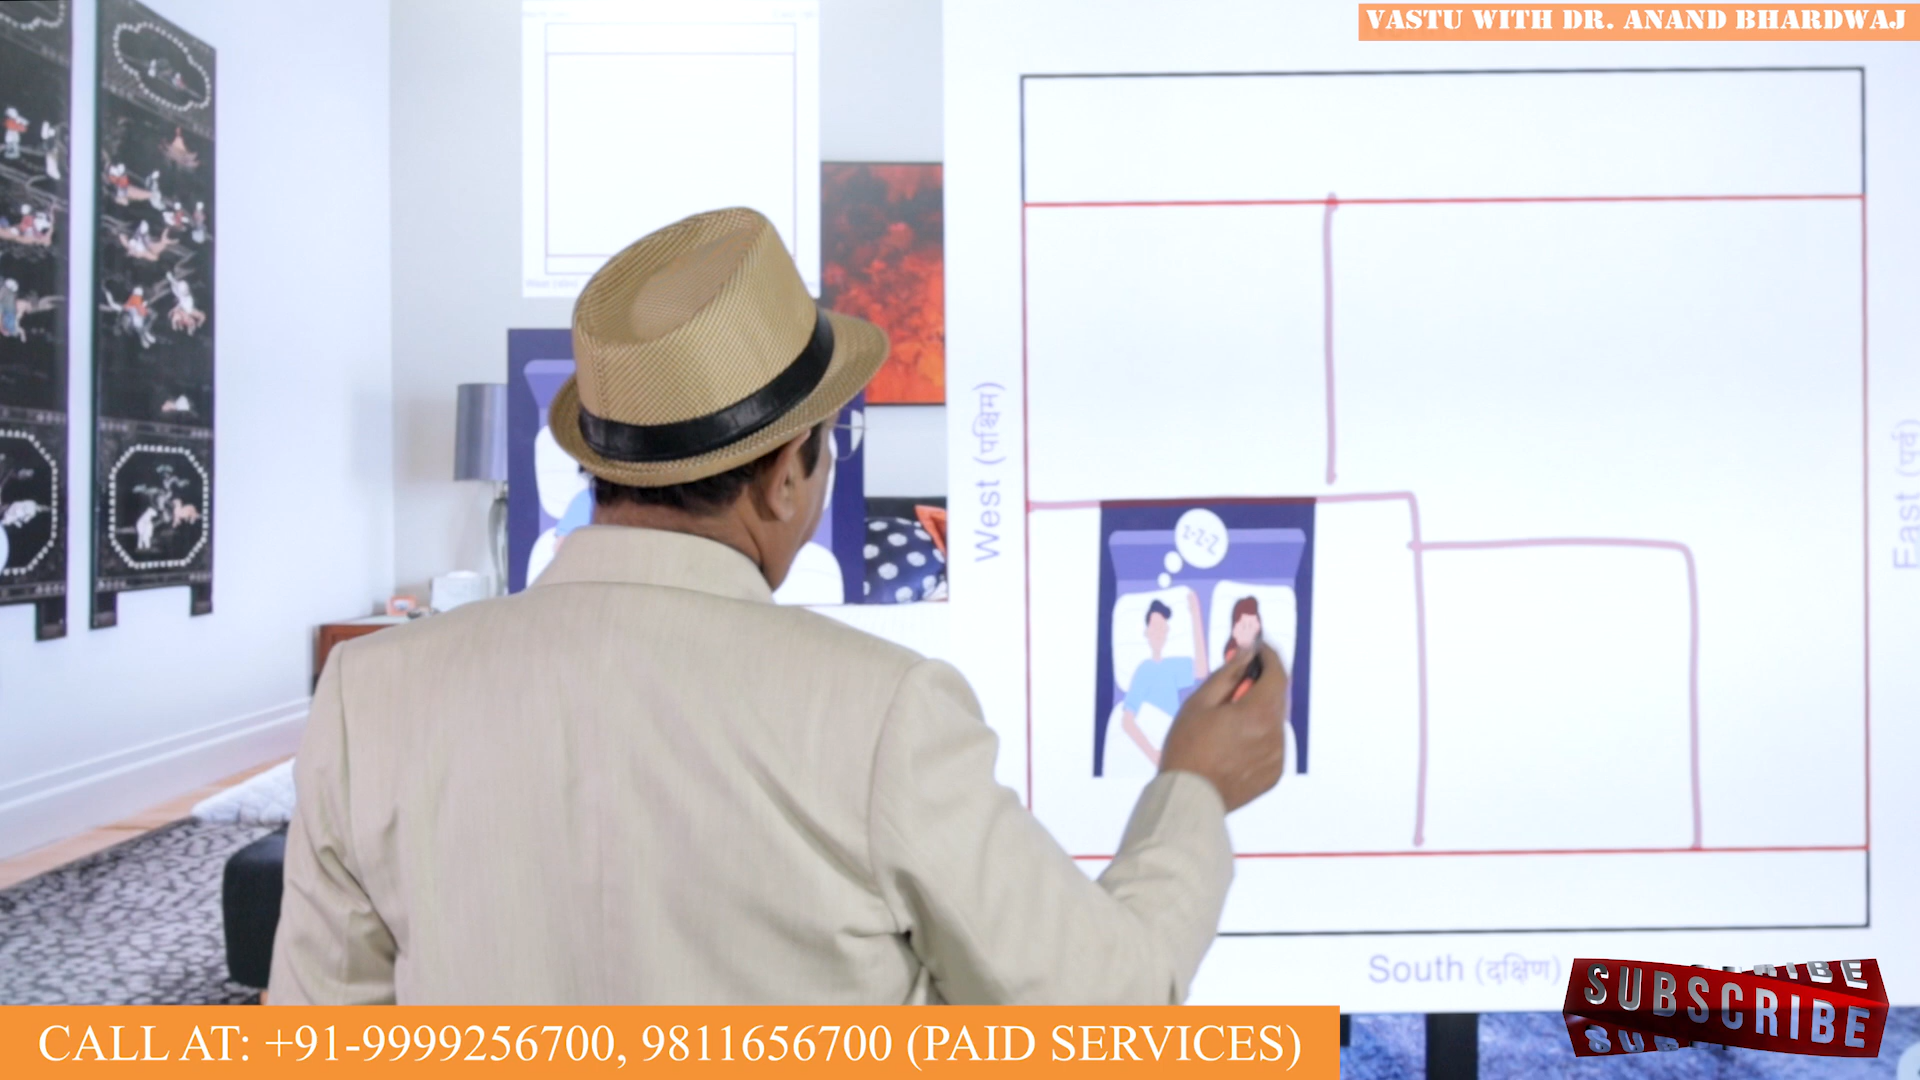 VASTU WITH DR. ANAND BHARDWAJ
West (पश्चिम)
East (पूर्व)
z-z-z
South (दक्षिण)
SUBSCRIBE
CALL AT: +91-9999256700, 9811656700 (PAID SERVICES)